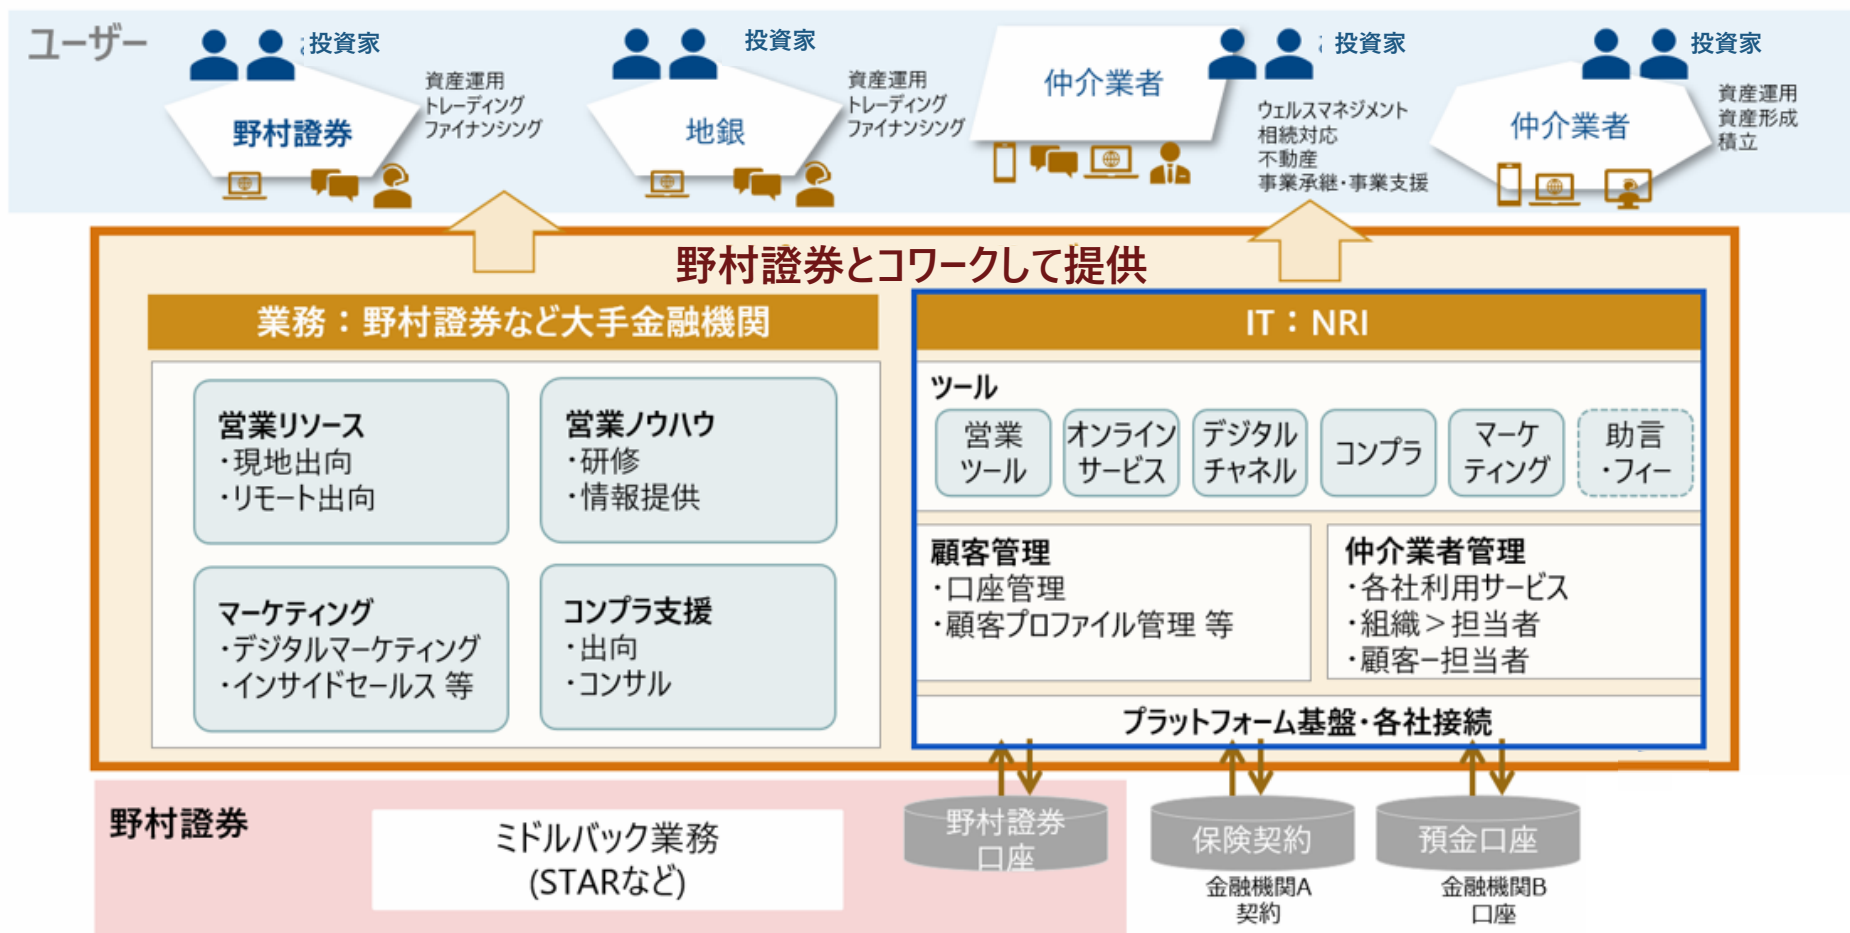 ユーザー
投資家
野村證券
資産運用
トレーディング
ファイナンシング
投資家
地銀
資産運用
トレーディング
ファイナンシング
投資家
仲介業者
ウェルスマネジメント
相続対応
不動産
事業承継・事業支援
投資家
仲介業者
資産運用
資産形成
積立
野村證券とコワークして提供
業務：野村證券など大手金融機関
営業リソース
・現地出向
・リモート出向
営業ノウハウ
・研修
・情報提供
マーケティング
・デジタルマーケティング
・インサイドセールス 等
コンプラ支援
・出向
・コンサル
IT：NRI
ツール
営業
ツール
オンライン
サービス
デジタル
チャネル
コンプラ
マーケ
ティング
助言
・フィー
顧客管理
・口座管理
・顧客プロファイル管理 等
仲介業者管理
・各社利用サービス
・組織＞担当者
・顧客−担当者
プラットフォーム基盤・各社接続
野村證券
ミドルバック業務
(STARなど)
野村證券
口座
保険契約
金融機関A
契約
預金口座
金融機関B
口座